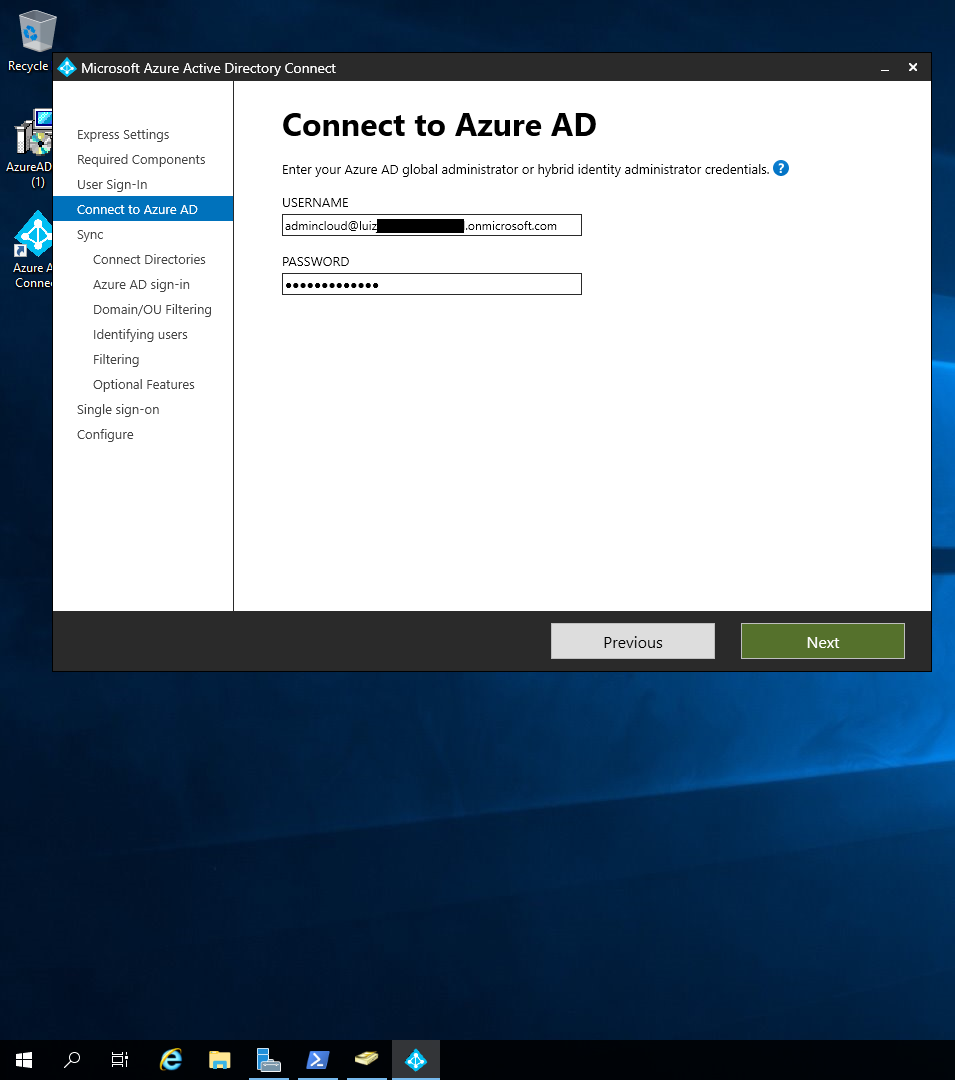 Recycle
AzureAD
(1)
Azure A
Conne
Microsoft Azure Active Directory Connect
Express Settings
Required Components
User Sign-In
Connect to Azure AD
Sync
Connect Directories
Azure AD sign-in
Domain/OU Filtering
Identifying users
Filtering
Optional Features
Single sign-on
Configure
Connect to Azure AD
Enter your Azure AD global administrator or hybrid identity administrator credentials. ?
USERNAME
admincloud@luiz .onmicrosoft.com
PASSWORD
•••••••••••••
Previous
Next